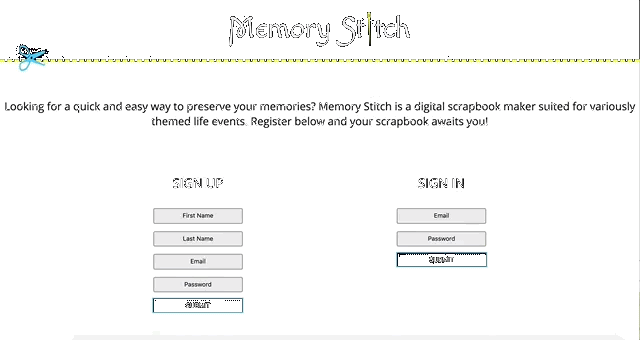 Memory Stitch
Looking for a quick and easy way to preserve your memories? Memory Stitch is a digital scrapbook maker suited for variously
themed life events. Register below and your scrapbook awaits you!
SIGN UP
First Name
Last Name
Email
Password
SUBMIT
SIGN IN
Email
Password
SUBMIT